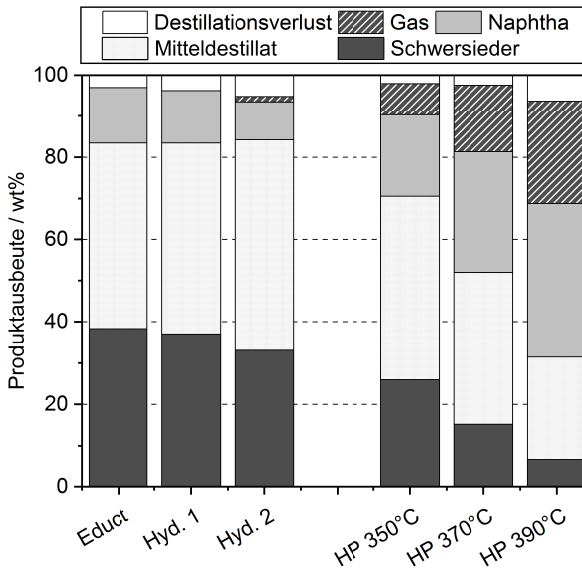 Destillationsverlust Gas Naphtha
Mitteldestillat Schwersieder
100
80
60
40
20
0
Produktausbeute / wt%
Educt Hyd. 1 Hyd. 2 HP 350°C HP 370°C HP 390°C